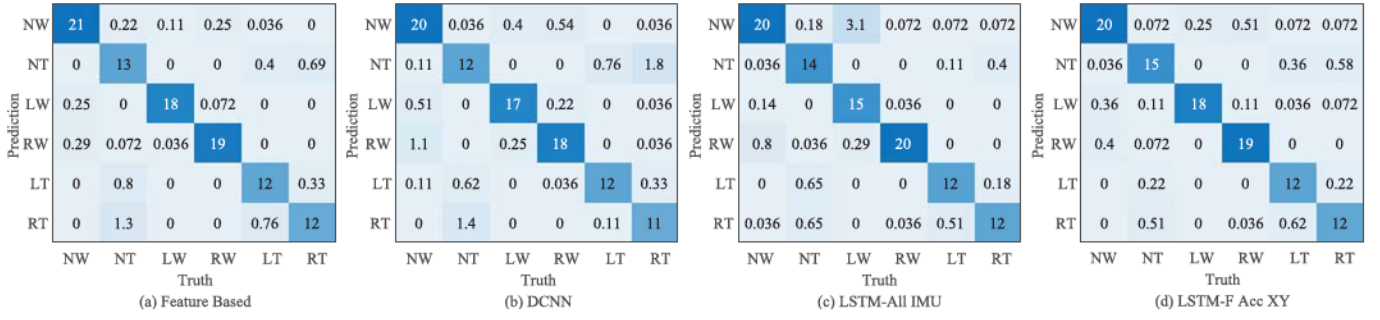 NW 21 0.22 0.11 0.25 0.036 0
NT 0 13 0 0 0.4 0.69
LW 0.25 0 18 0.072 0 0
RW 0.29 0.072 0.036 19 0 0
LT 0 0.8 0 0 12 0.33
RT 0 1.3 0 0 0.76 12
NW NT LW RW LT RT
Prediction
Truth
(a) Feature Based
NW 20 0.036 0.4 0.54 0 0.036
NT 0.11 12 0 0 0.76 1.8
LW 0.51 0 17 0.22 0 0.036
RW 1.1 0 0.25 18 0 0.036
LT 0.11 0.62 0 0.036 12 0.33
RT 0 1.4 0 0 0.11 11
NW NT LW RW LT RT
Prediction
Truth
(b) DCNN
NW 20 0.18 3.1 0.072 0.072 0.072
NT 0.036 14 0 0 0.11 0.4
LW 0.14 0 15 0.036 0 0
RW 0.8 0.036 0.29 20 0 0
LT 0 0.65 0 0 12 0.18
RT 0.036 0.65 0 0.036 0.51 12
NW NT LW RW LT RT
Prediction
Truth
(c) LSTM-All IMU
NW 20 0.072 0.25 0.51 0.072 0.072
NT 0.036 15 0 0 0.36 0.58
LW 0.36 0.11 18 0.11 0.036 0.072
RW 0.4 0.072 0 19 0 0
LT 0 0.22 0 0 12 0.22
RT 0 0.51 0 0.036 0.62 12
NW NT LW RW LT RT
Prediction
Truth
(d) LSTM-F Acc XY